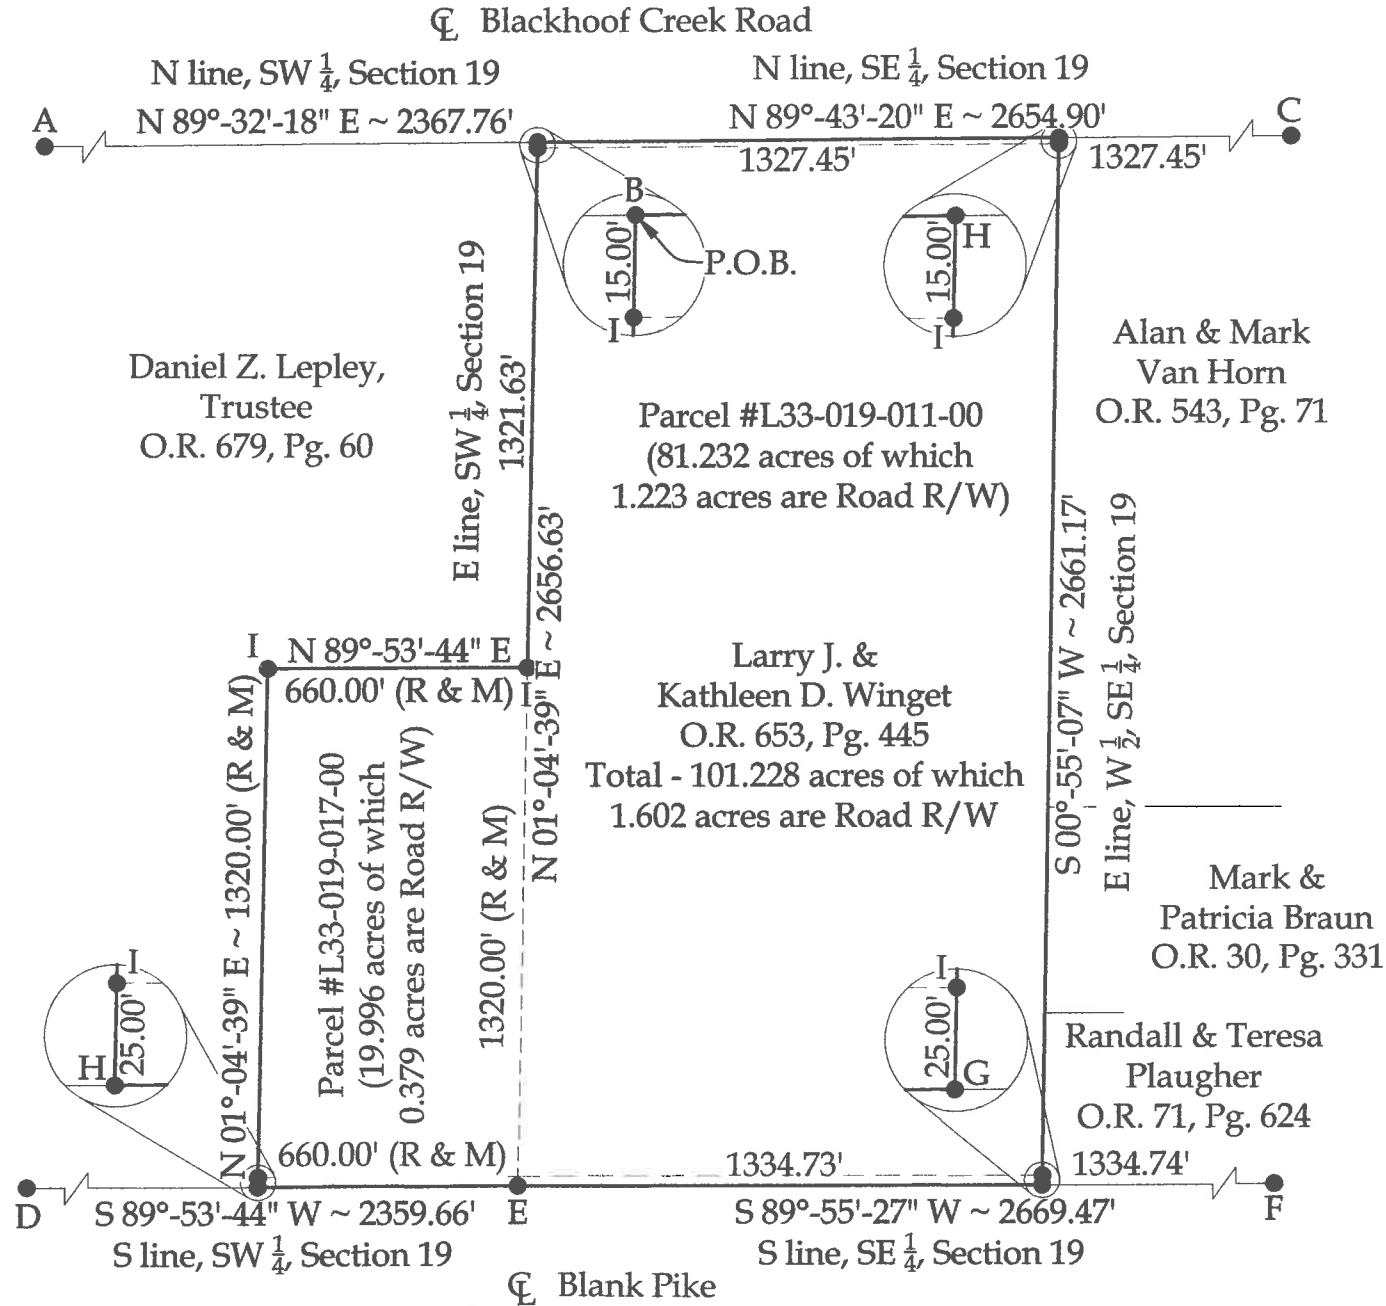 ℄ Blackhoof Creek Road
N line, SW 1/4, Section 19
N line, SE 1/4, Section 19
N 89°-32'-18" E ~ 2367.76'
N 89°-43'-20" E ~ 2654.90'
A
C
1327.45'
1327.45'
B
15.00'
I
P.O.B.
H
15.00'
I
E line, SW 1/4, Section 19
1321.63'
Daniel Z. Lepley,
Trustee
O.R. 679, Pg. 60
Alan & Mark
Van Horn
O.R. 543, Pg. 71
Parcel #L33-019-011-00
(81.232 acres of which
1.223 acres are Road R/W)
N 01°-04'-39" E ~ 2656.63'
S 00°-55'-07" W ~ 2661.17'
E line, W 1/2, SE 1/4, Section 19
I
N 89°-53'-44" E
660.00' (R & M)
I
Larry J. &
Kathleen D. Winget
O.R. 653, Pg. 445
Total - 101.228 acres of which
1.602 acres are Road R/W
N 01°-04'-39" E ~ 1320.00' (R & M)
Parcel #L33-019-017-00
(19.996 acres of which
0.379 acres are Road R/W)
1320.00' (R & M)
Mark &
Patricia Braun
O.R. 30, Pg. 331
I
25.00'
H
I
25.00'
G
Randall & Teresa
Plaugher
O.R. 71, Pg. 624
660.00' (R & M)
1334.73'
1334.74'
D
E
F
S 89°-53'-44" W ~ 2359.66'
S 89°-55'-27" W ~ 2669.47'
S line, SW 1/4, Section 19
S line, SE 1/4, Section 19
℄ Blank Pike